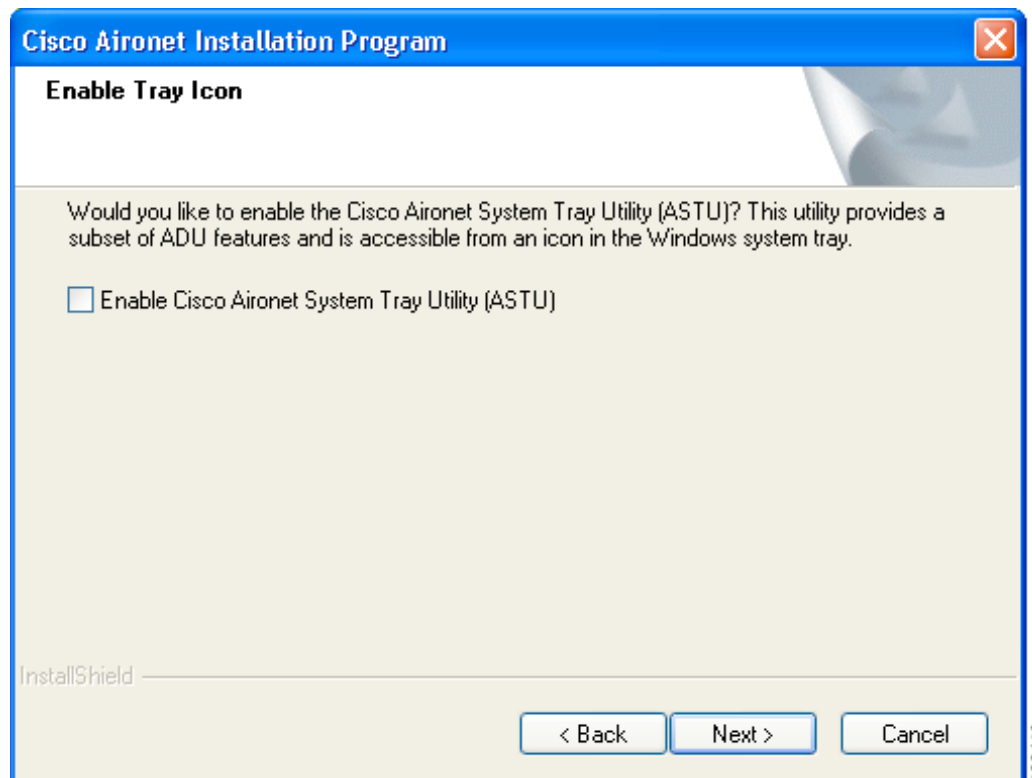 Cisco Aironet Installation Program
Enable Tray Icon
Would you like to enable the Cisco Aironet System Tray Utility (ASTU)? This utility provides a
subset of ADU features and is accessible from an icon in the Windows system tray.
Enable Cisco Aironet System Tray Utility (ASTU)
InstallShield
< Back
Next >
Cancel